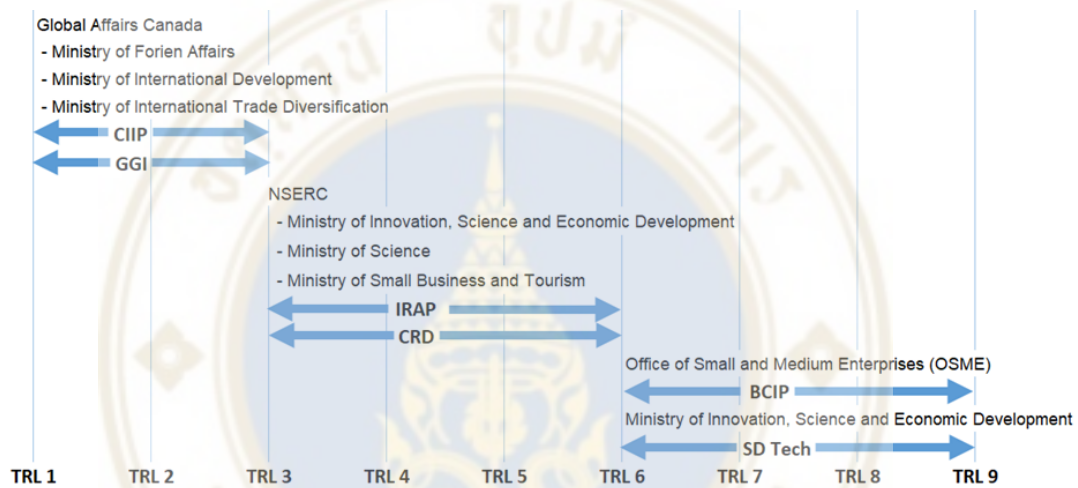 Global Affairs Canada
- Ministry of Forien Affairs
- Ministry of International Development
- Ministry of International Trade Diversification
CIIP
GGI
NSERC
- Ministry of Innovation, Science and Economic Development
- Ministry of Science
- Ministry of Small Business and Tourism
IRAP
CRD
Office of Small and Medium Enterprises (OSME)
BCIP
Ministry of Innovation, Science and Economic Development
SD Tech
TRL 1 TRL 2 TRL 3 TRL 4 TRL 5 TRL 6 TRL 7 TRL 8 TRL 9